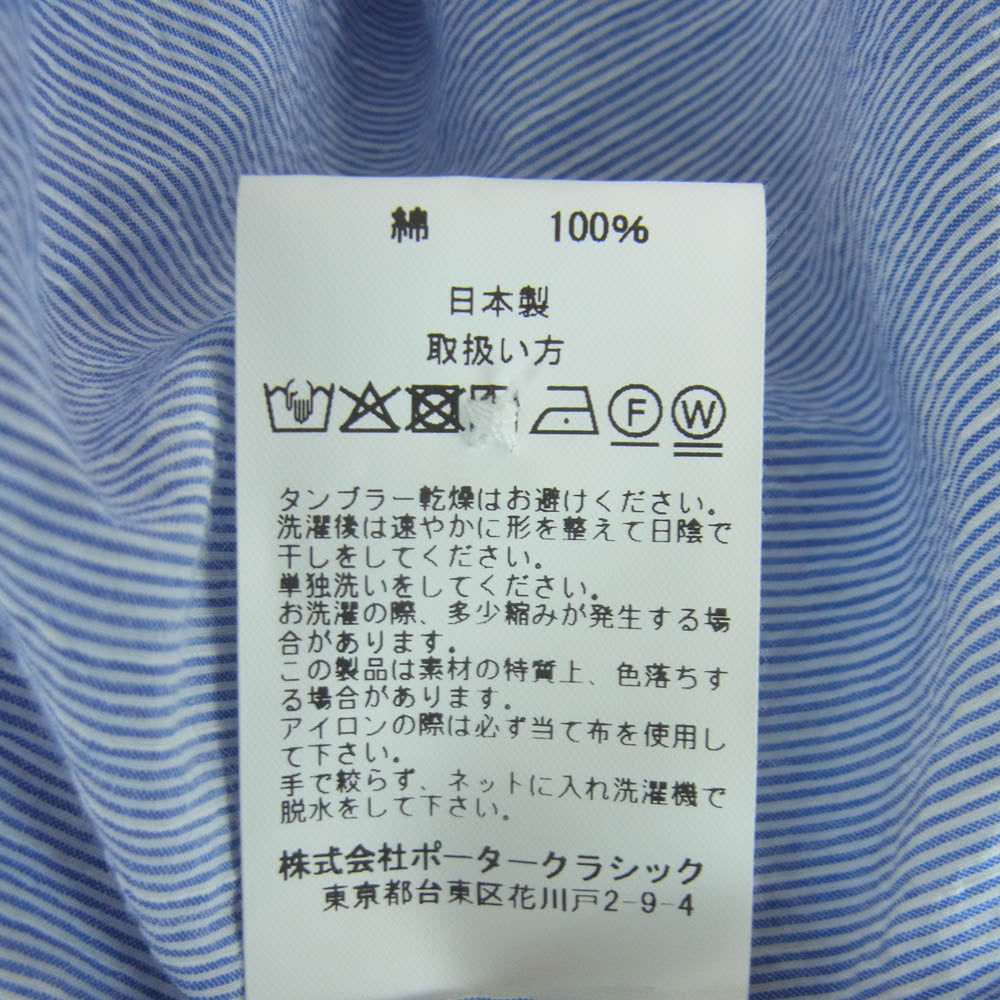 綿 100%
日本製
取扱い方
F W
タンブラー乾燥はお避けください。
洗濯後は速やかに形を整えて日陰で
干しをしてください。
単独洗いをしてください。
お洗濯の際、多少縮みが発生する場
合があります。
この製品は素材の特質上、色落ちす
る場合があります。
アイロンの際は必ず当て布を使用し
て下さい。
手で絞らず、ネットに入れ洗濯機で
脱水をして下さい。
株式会社ポータークラシック
東京都台東区花川戸2-9-4